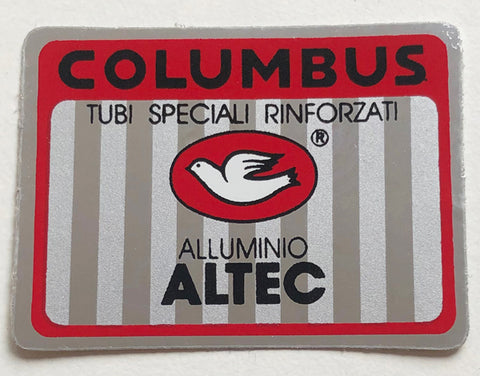 COLUMBUS
TUBI SPECIALI RINFORZATI
®
ALLUMINIO
ALTEC